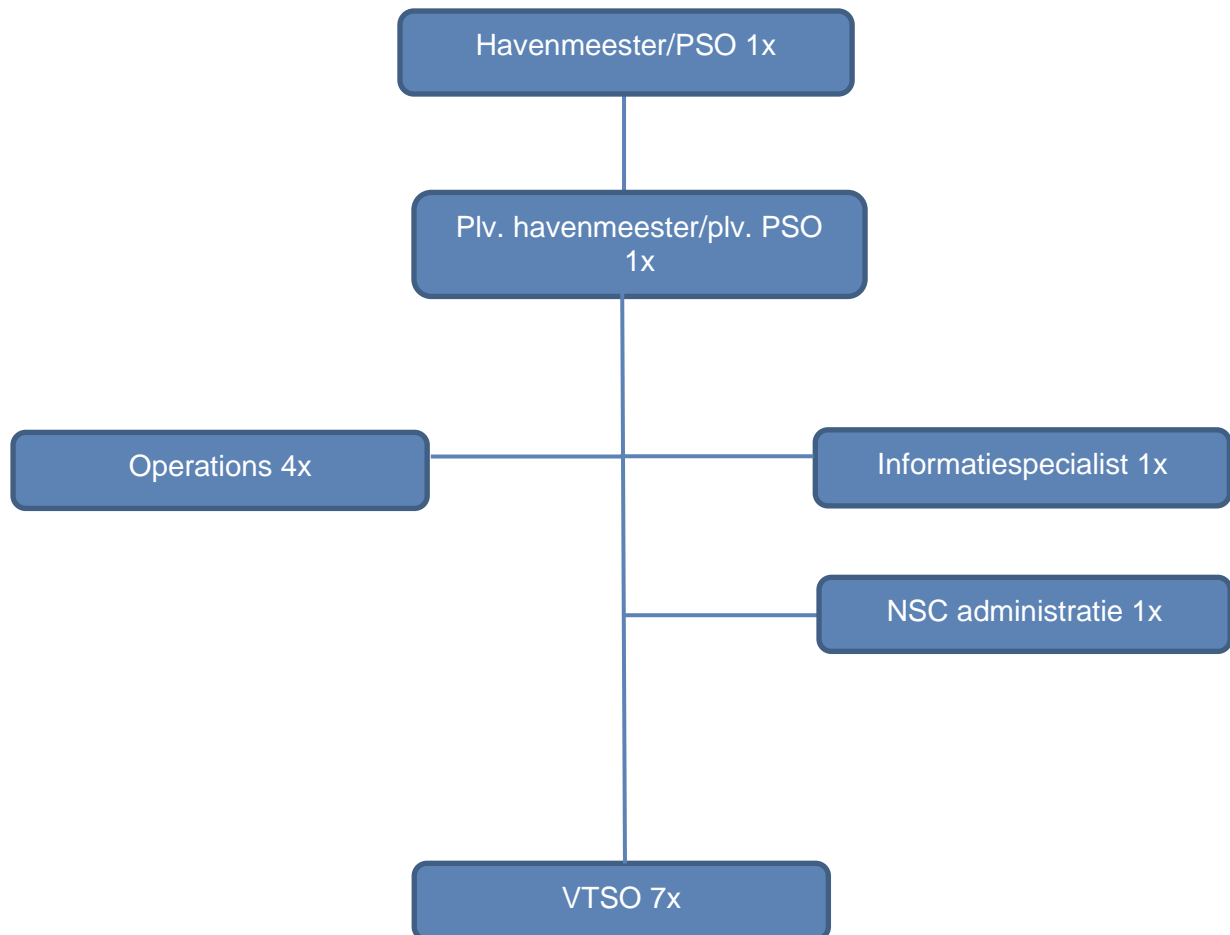 Havenmeester/PSO 1x
Plv. havenmeester/plv. PSO
1x
Operations 4x
Informatiespecialist 1x
NSC administratie 1x
VTSO 7x